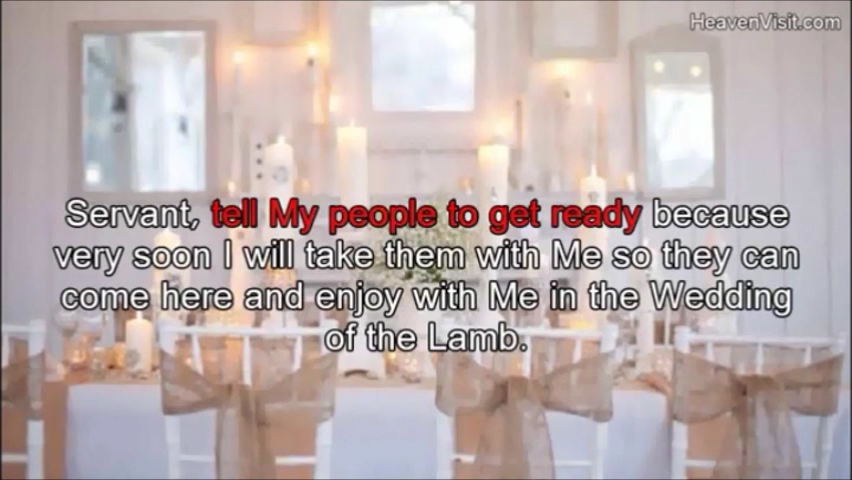 HeavenVisit.com
Servant, tell My people to get ready because
very soon I will take them with Me so they can
come here and enjoy with Me in the Wedding
of the Lamb.